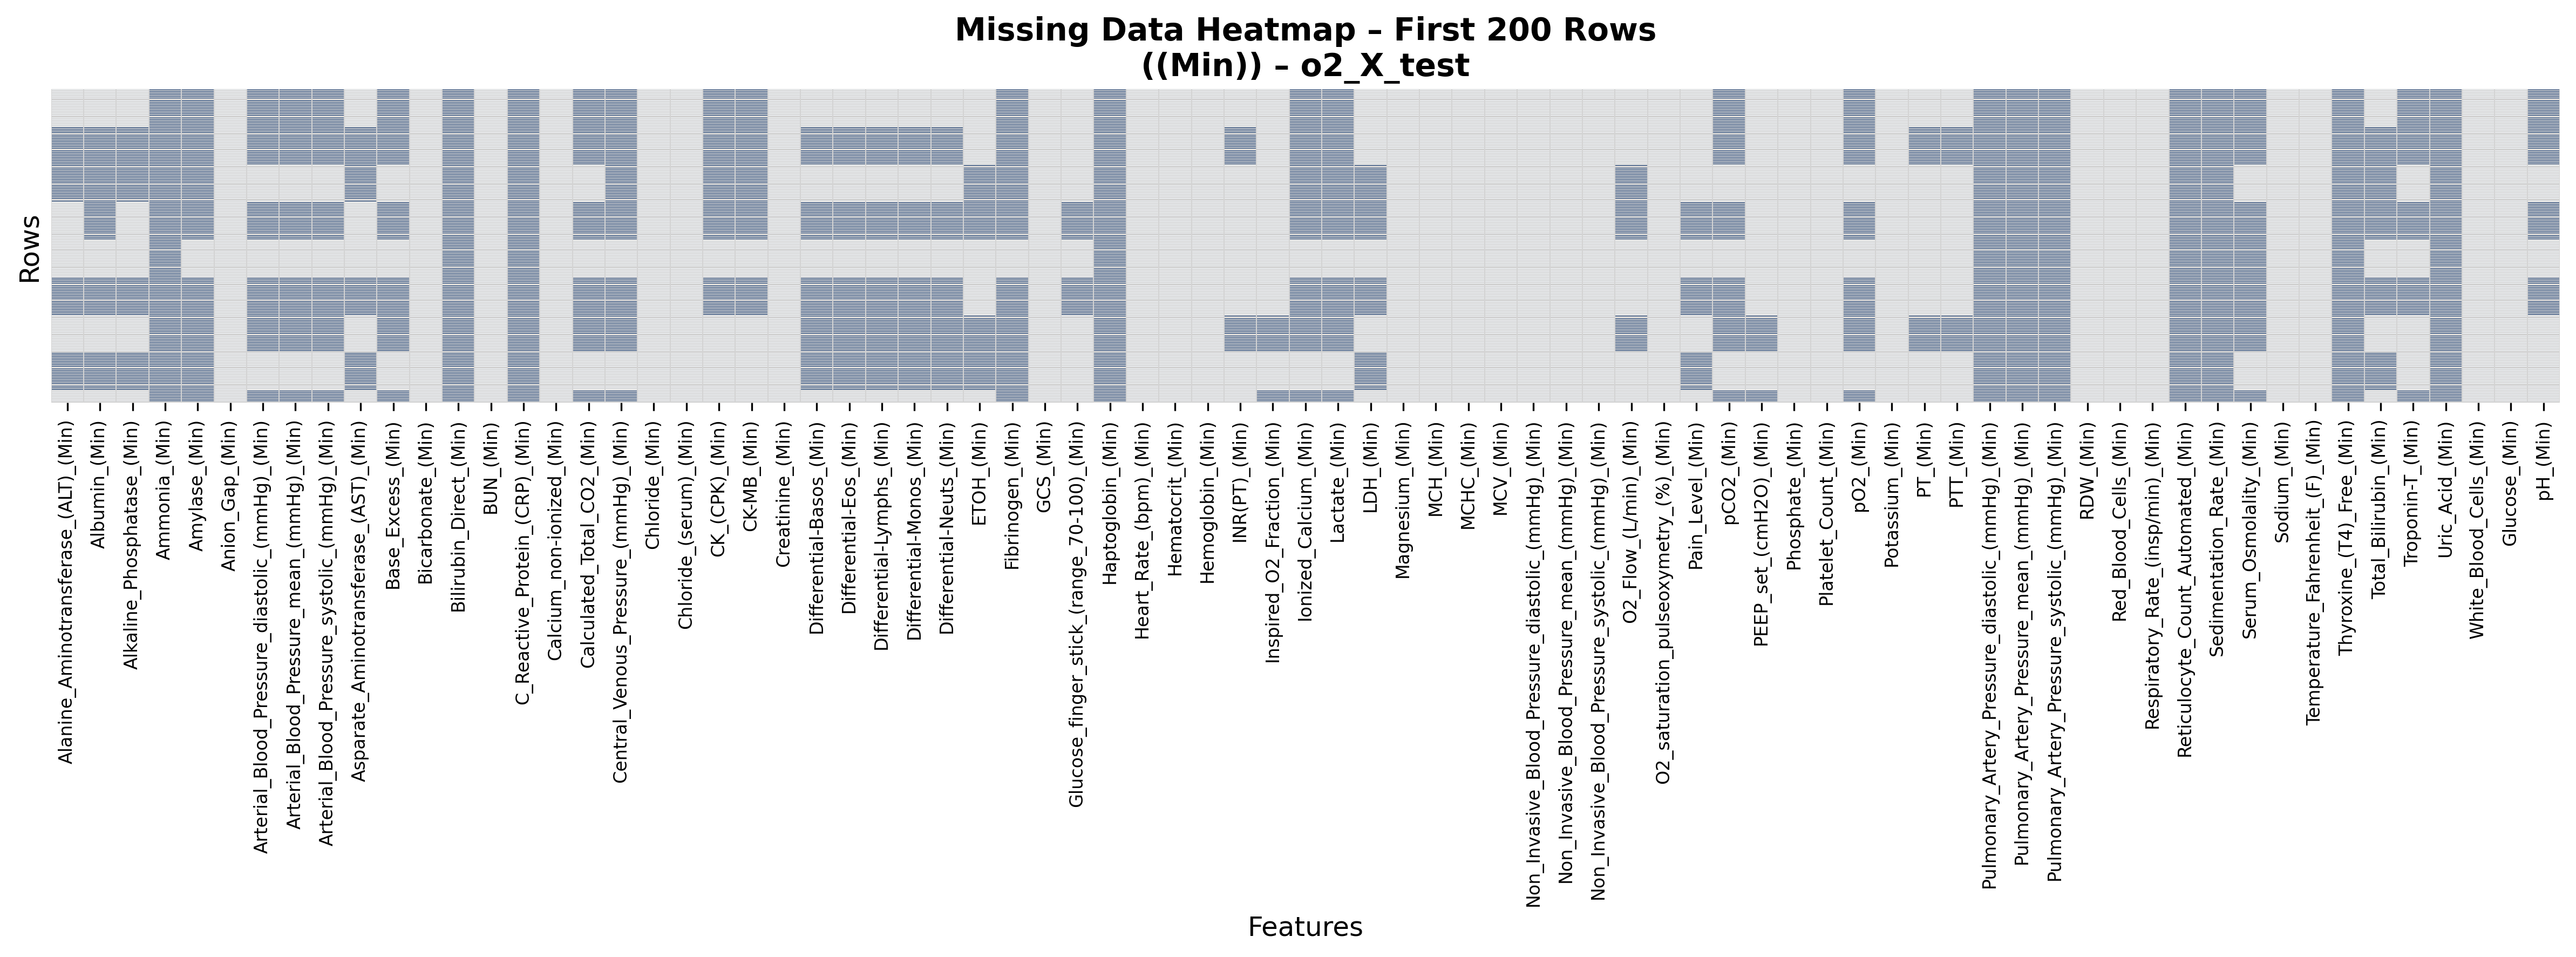 Missing Data Heatmap – First 200 Rows
((Min)) – o2_X_test
Rows
Alanine_Aminotransferase_(ALT)_(Min)
Albumin_(Min)
Alkaline_Phosphatase_(Min)
Ammonia_(Min)
Amylase_(Min)
Anion_Gap_(Min)
Arterial_Blood_Pressure_diastolic_(mmHg)_(Min)
Arterial_Blood_Pressure_mean_(mmHg)_(Min)
Arterial_Blood_Pressure_systolic_(mmHg)_(Min)
Asparate_Aminotransferase_(AST)_(Min)
Base_Excess_(Min)
Bicarbonate_(Min)
Bilirubin_Direct_(Min)
BUN_(Min)
C_Reactive_Protein_(CRP)_(Min)
Calcium_non-ionized_(Min)
Calculated_Total_CO2_(Min)
Central_Venous_Pressure_(mmHg)_(Min)
Chloride_(Min)
Chloride_(serum)_(Min)
CK_(CPK)_(Min)
CK-MB_(Min)
Creatinine_(Min)
Differential-Basos_(Min)
Differential-Eos_(Min)
Differential-Lymphs_(Min)
Differential-Monos_(Min)
Differential-Neuts_(Min)
ETOH_(Min)
Fibrinogen_(Min)
GCS_(Min)
Glucose_finger_stick_(range_70-100)_(Min)
Haptoglobin_(Min)
Heart_Rate_(bpm)_(Min)
Hematocrit_(Min)
Hemoglobin_(Min)
INR(PT)_(Min)
Inspired_O2_Fraction_(Min)
Ionized_Calcium_(Min)
Lactate_(Min)
LDH_(Min)
Magnesium_(Min)
MCH_(Min)
MCHC_(Min)
MCV_(Min)
Non_Invasive_Blood_Pressure_diastolic_(mmHg)_(Min)
Non_Invasive_Blood_Pressure_mean_(mmHg)_(Min)
Non_Invasive_Blood_Pressure_systolic_(mmHg)_(Min)
O2_Flow_(L/min)_(Min)
O2_saturation_pulseoxymetry_(%)_(Min)
Pain_Level_(Min)
pCO2_(Min)
PEEP_set_(cmH2O)_(Min)
Phosphate_(Min)
Platelet_Count_(Min)
pO2_(Min)
Potassium_(Min)
PT_(Min)
PTT_(Min)
Pulmonary_Artery_Pressure_diastolic_(mmHg)_(Min)
Pulmonary_Artery_Pressure_mean_(mmHg)_(Min)
Pulmonary_Artery_Pressure_systolic_(mmHg)_(Min)
RDW_(Min)
Red_Blood_Cells_(Min)
Respiratory_Rate_(insp/min)_(Min)
Reticulocyte_Count_Automated_(Min)
Sedimentation_Rate_(Min)
Serum_Osmolality_(Min)
Sodium_(Min)
Temperature_Fahrenheit_(F)_(Min)
Thyroxine_(T4)_Free_(Min)
Total_Bilirubin_(Min)
Troponin-T_(Min)
Uric_Acid_(Min)
White_Blood_Cells_(Min)
Glucose_(Min)
pH_(Min)
Features